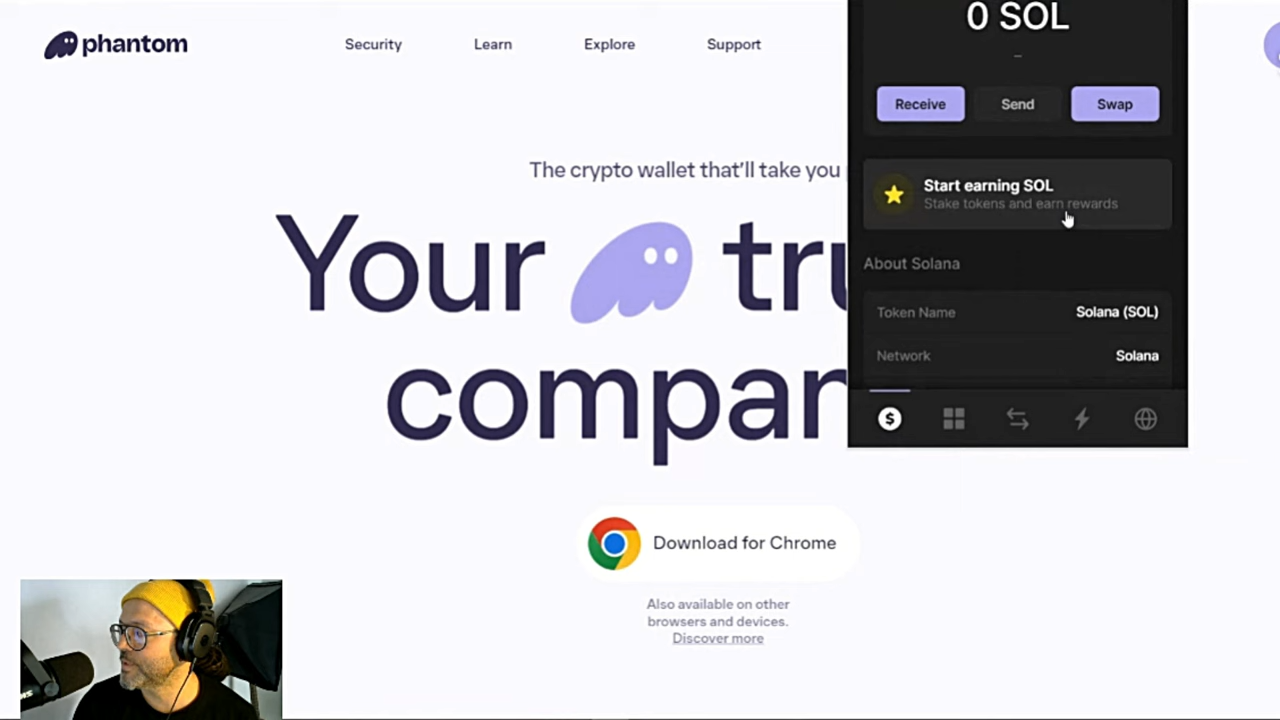 phantom
Security
Learn
Explore
Support
The crypto wallet that'll take you
Your tru
compan
Download for Chrome
Also available on other
browsers and devices.
Discover more
0 SOL
–
Receive
Send
Swap
Start earning SOL
Stake tokens and earn rewards
About Solana
Token Name
Solana (SOL)
Network
Solana